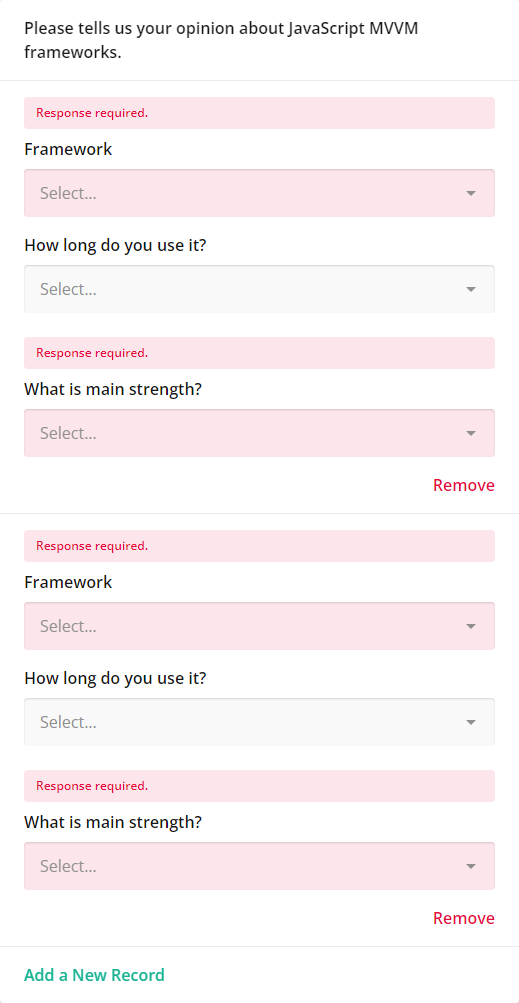 Please tells us your opinion about JavaScript MVVM
frameworks.
Response required.
Framework
Select...
How long do you use it?
Select...
Response required.
What is main strength?
Select...
Remove
Response required.
Framework
Select...
How long do you use it?
Select...
Response required.
What is main strength?
Select...
Remove
Add a New Record